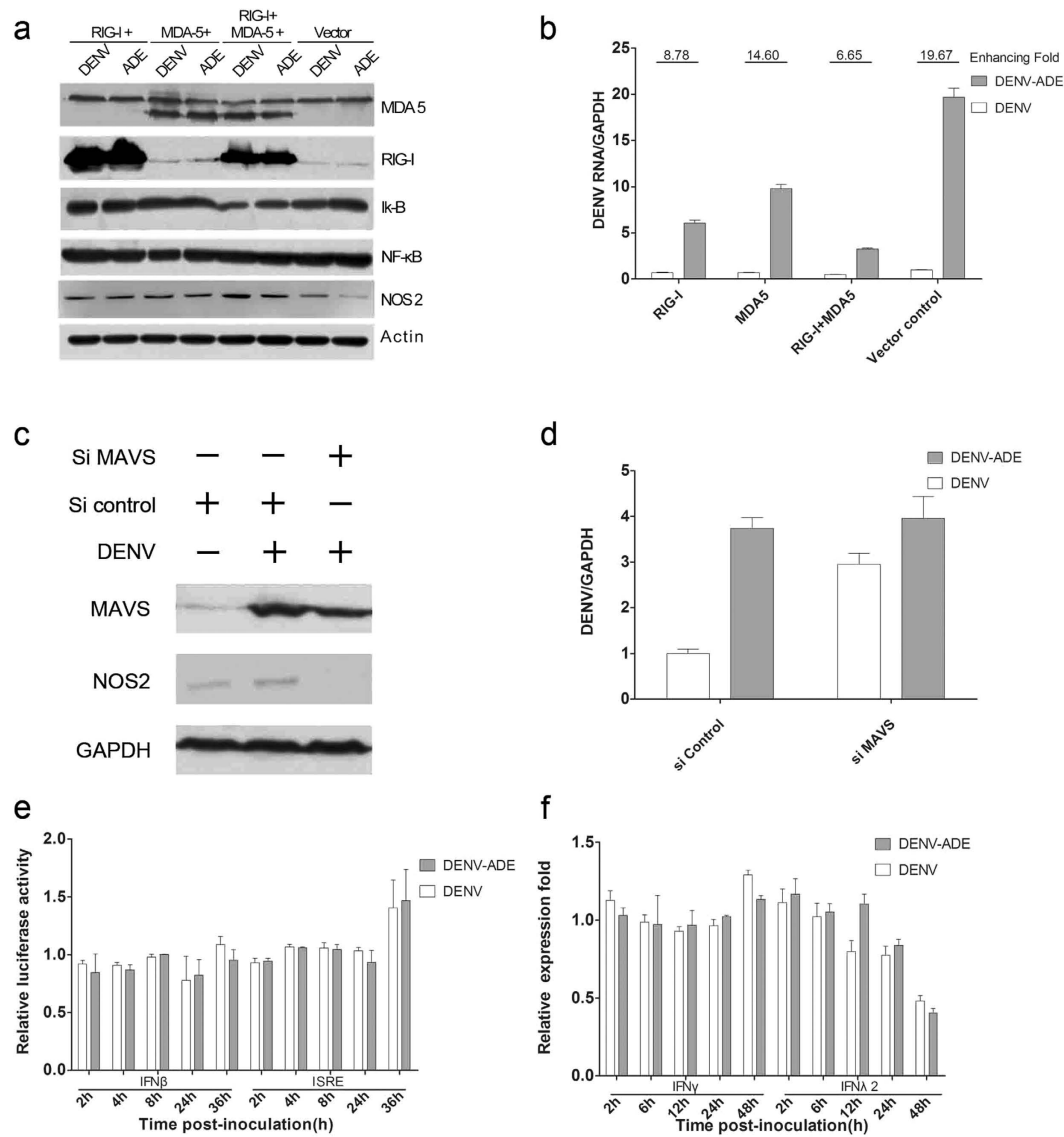 a
RIG-I +
MDA-5+
RIG-I+
MDA-5 +
Vector
DENV
ADE
DENV
ADE
DENV
ADE
DENV
ADE
MDA5
RIG-I
Ik-B
NF-κB
NOS2
Actin
b
8.78
14.60
6.65
19.67
Enhancing Fold
DENV-ADE
DENV
DENV RNA/GAPDH
25
20
15
10
5
0
RIG-I
MDA5
RIG-I+MDA5
Vector control
c
Si MAVS
− − +
Si control
+ + −
DENV
− + +
MAVS
NOS2
GAPDH
d
DENV-ADE
DENV
DENV/GAPDH
5
4
3
2
1
0
si Control
si MAVS
e
DENV-ADE
DENV
Relative luciferase activity
2.0
1.5
1.0
0.5
0.0
2h
4h
8h
24h
36h
2h
4h
8h
24h
36h
IFNβ
ISRE
Time post-inoculation(h)
f
DENV-ADE
DENV
Relative expression fold
1.5
1.0
0.5
0.0
2h
6h
12h
24h
48h
2h
6h
12h
24h
48h
IFNγ
IFNλ 2
Time post-inoculation(h)